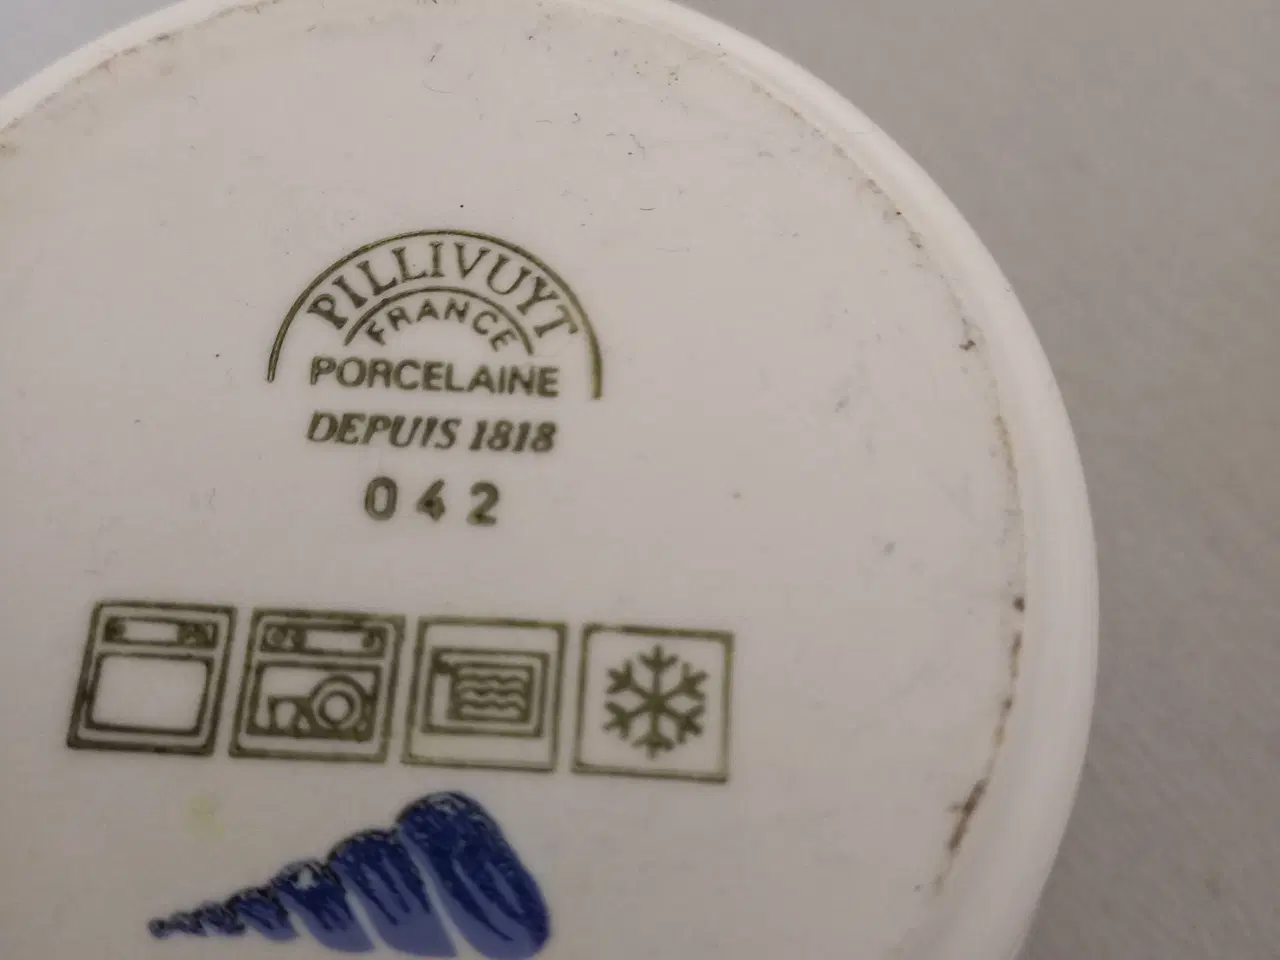 PILLIVUYT
FRANCE
PORCELAINE
DEPUIS 1818
042